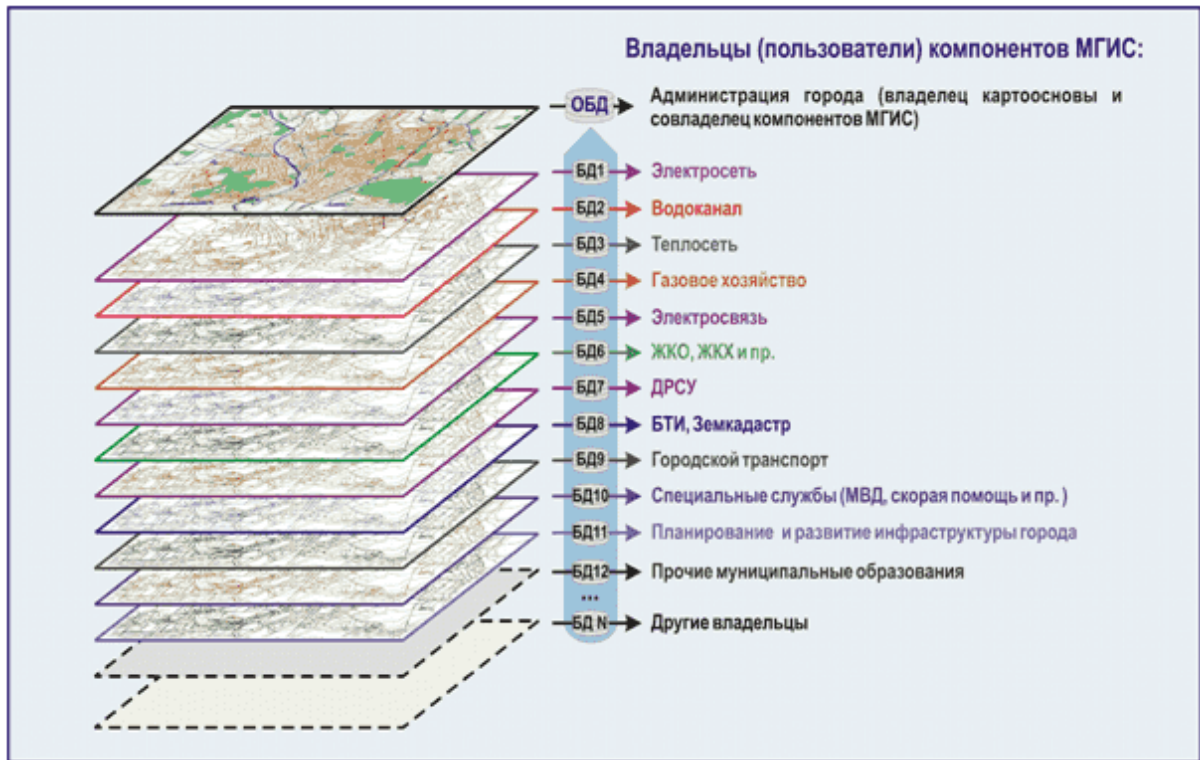 Владельцы (пользователи) компонентов МГИС:
ОБД Администрация города (владелец картоосновы и
совладелец компонентов МГИС)
БД1 Электросеть
БД2 Водоканал
БД3 Теплосеть
БД4 Газовое хозяйство
БД5 Электросвязь
БД6 ЖКО, ЖКХ и пр.
БД7 ДРСУ
БД8 БТИ, Земкадастр
БД9 Городской транспорт
БД10 Специальные службы (МВД, скорая помощь и пр. )
БД11 Планирование и развитие инфраструктуры города
БД12 Прочие муниципальные образования
...
БД N Другие владельцы